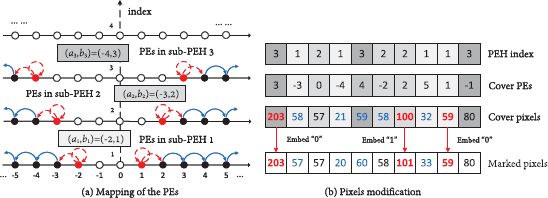 index
4
(a₃,b₃)=(-4,3) PEs in sub-PEH 3
3
PEs in sub-PEH 2 (a₂,b₂)=(-3,2)
2
(a₁,b₁)=(-2,1) PEs in sub-PEH 1
1
-5 -4 -3 -2 -1 0 1 2 3 4 5
(a) Mapping of the PEs
3 1 2 1 3 2 2 1 1 3 PEH index
3 -3 0 -4 4 -2 2 5 1 -1 Cover PEs
203 58 57 21 59 58 100 32 59 80 Cover pixels
Embed "0" Embed "1" Embed "0"
203 57 57 20 60 58 101 33 59 80 Marked pixels
(b) Pixels modification